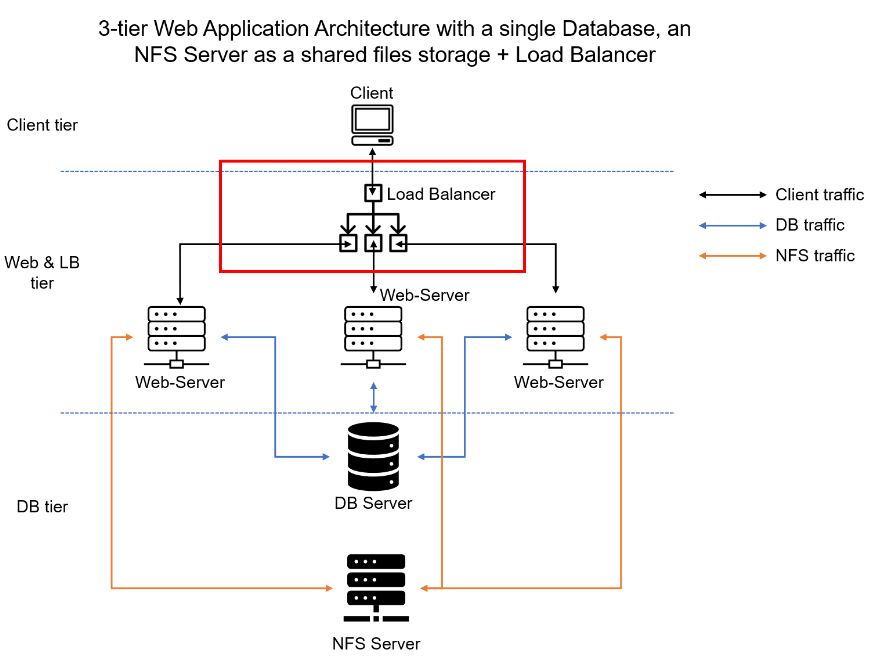 3-tier Web Application Architecture with a single Database, an
NFS Server as a shared files storage + Load Balancer
Client
Client tier
Load Balancer
Client traffic
DB traffic
NFS traffic
Web & LB
tier
Web-Server
Web-Server
Web-Server
DB Server
DB tier
NFS Server